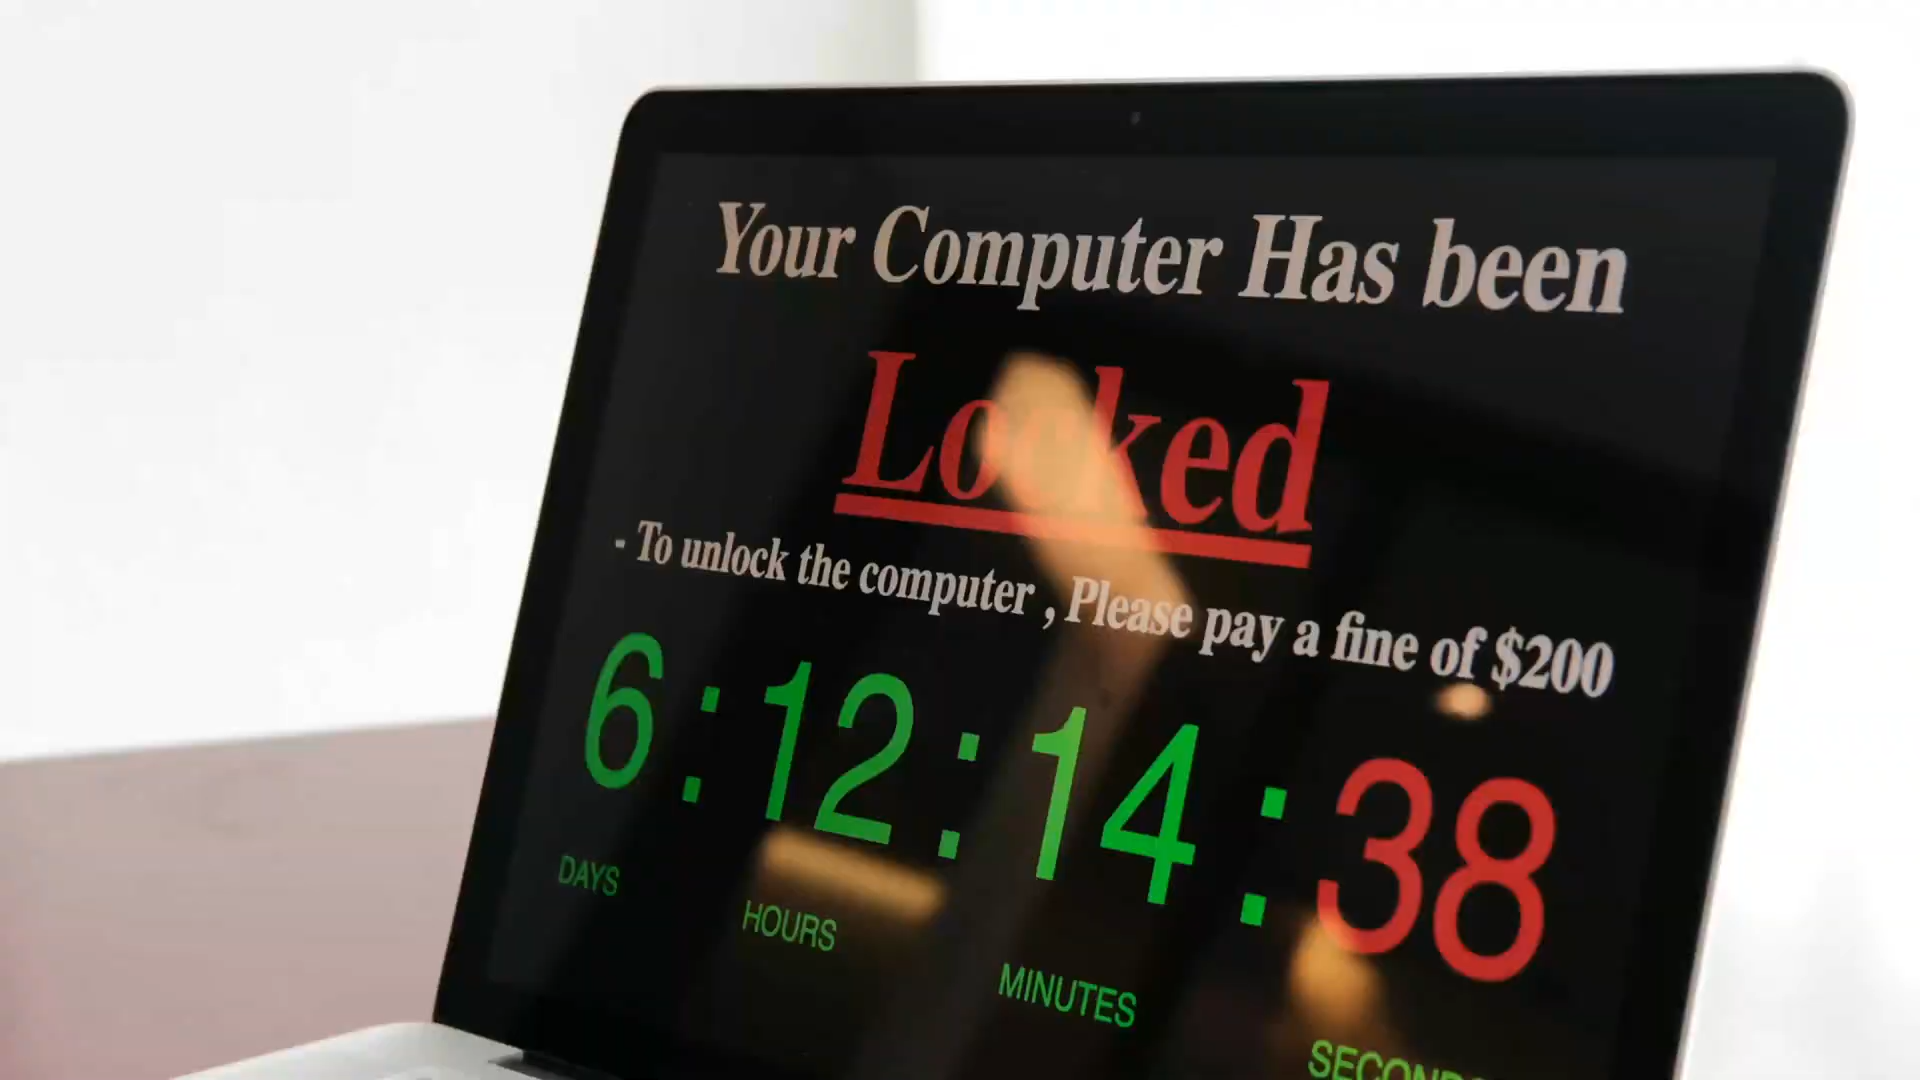 Your Computer Has been
Locked
- To unlock the computer , Please pay a fine of $200
6 : 12 : 14 : 38
DAYS HOURS MINUTES